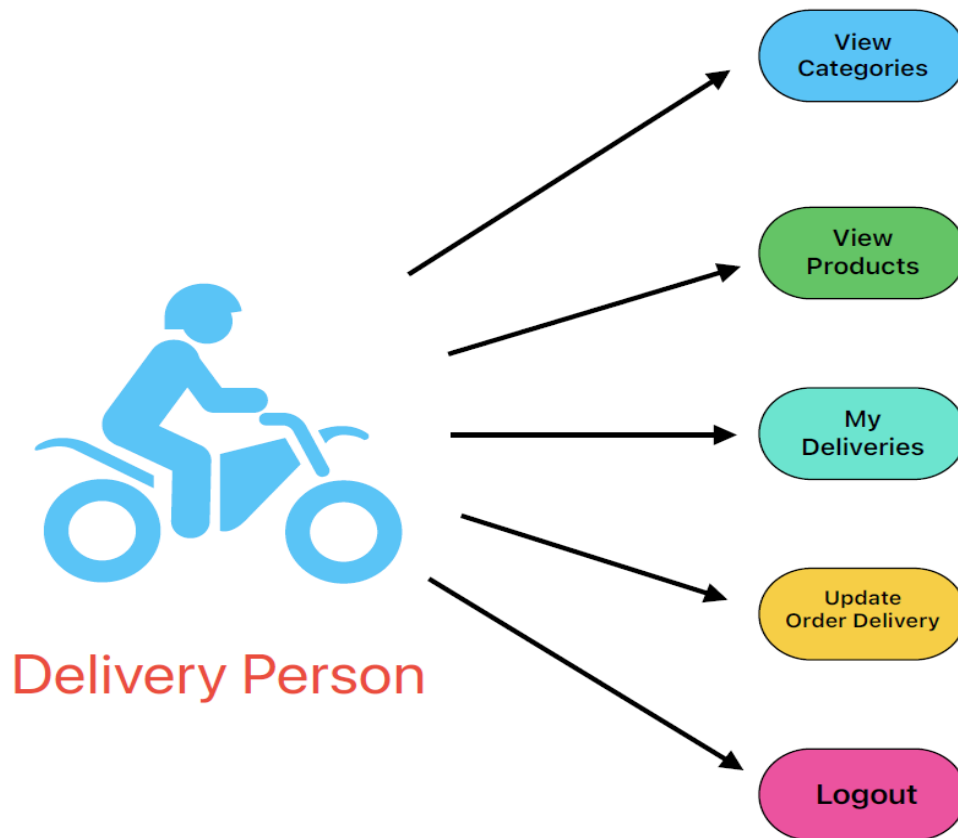 View
Categories
View
Products
My
Deliveries
Update
Order Delivery
Delivery Person
Logout